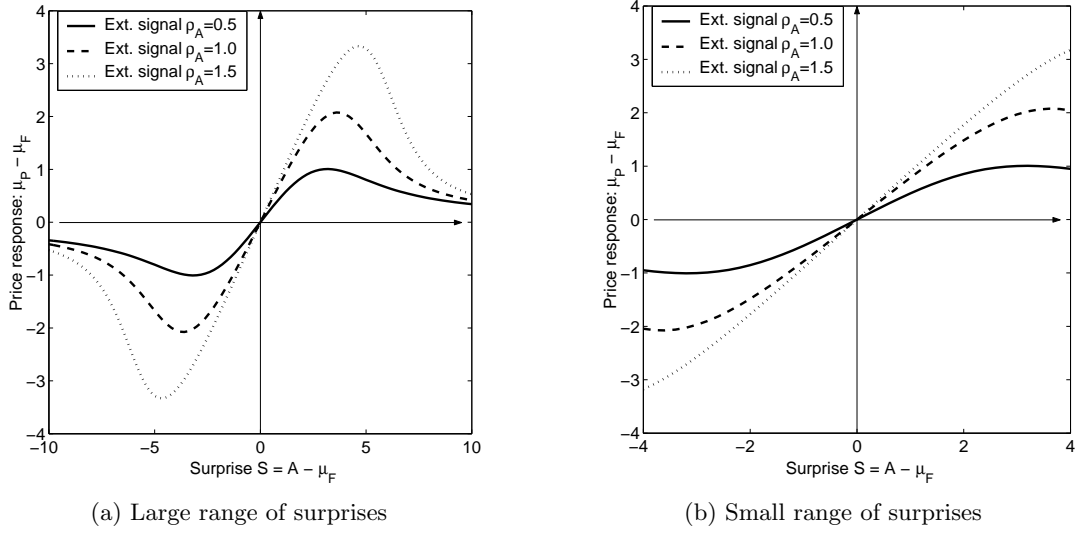 Ext. signal ρA=0.5
Ext. signal ρA=1.0
Ext. signal ρA=1.5
4
3
2
1
0
−1
−2
−3
−4
−10
−5
0
5
10
Price response: μP − μF
Surprise S = A − μF
(a) Large range of surprises
Ext. signal ρA=0.5
Ext. signal ρA=1.0
Ext. signal ρA=1.5
4
3
2
1
0
−1
−2
−3
−4
−4
−2
0
2
4
Price response: μP − μF
Surprise S = A − μF
(b) Small range of surprises